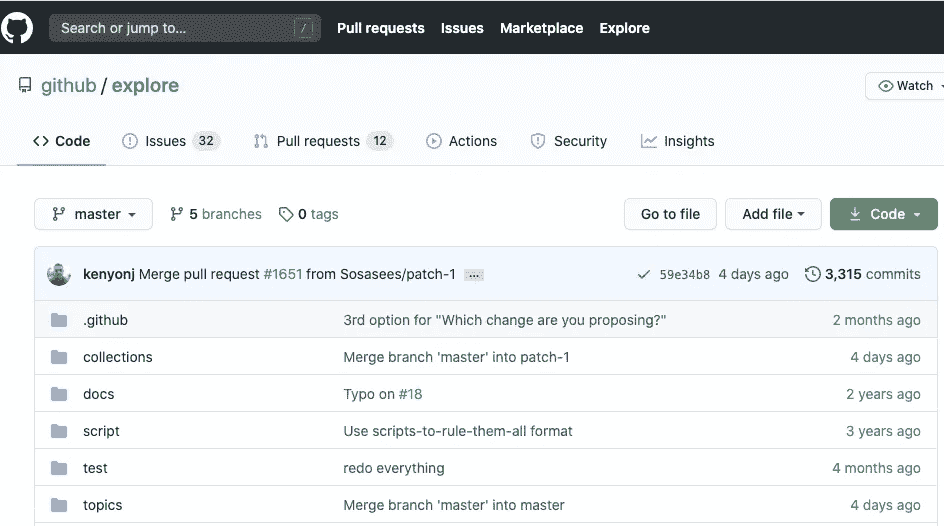 Search or jump to... /
Pull requests Issues Marketplace Explore
github / explore
Watch
Code Issues 32 Pull requests 12 Actions Security Insights
master 5 branches 0 tags Go to file Add file Code
kenyonj Merge pull request #1651 from Sosasees/patch-1 ... 59e34b8 4 days ago 3,315 commits
.github 3rd option for "Which change are you proposing?" 2 months ago
collections Merge branch 'master' into patch-1 4 days ago
docs Typo on #18 2 years ago
script Use scripts-to-rule-them-all format 3 years ago
test redo everything 4 months ago
topics Merge branch 'master' into master 4 days ago